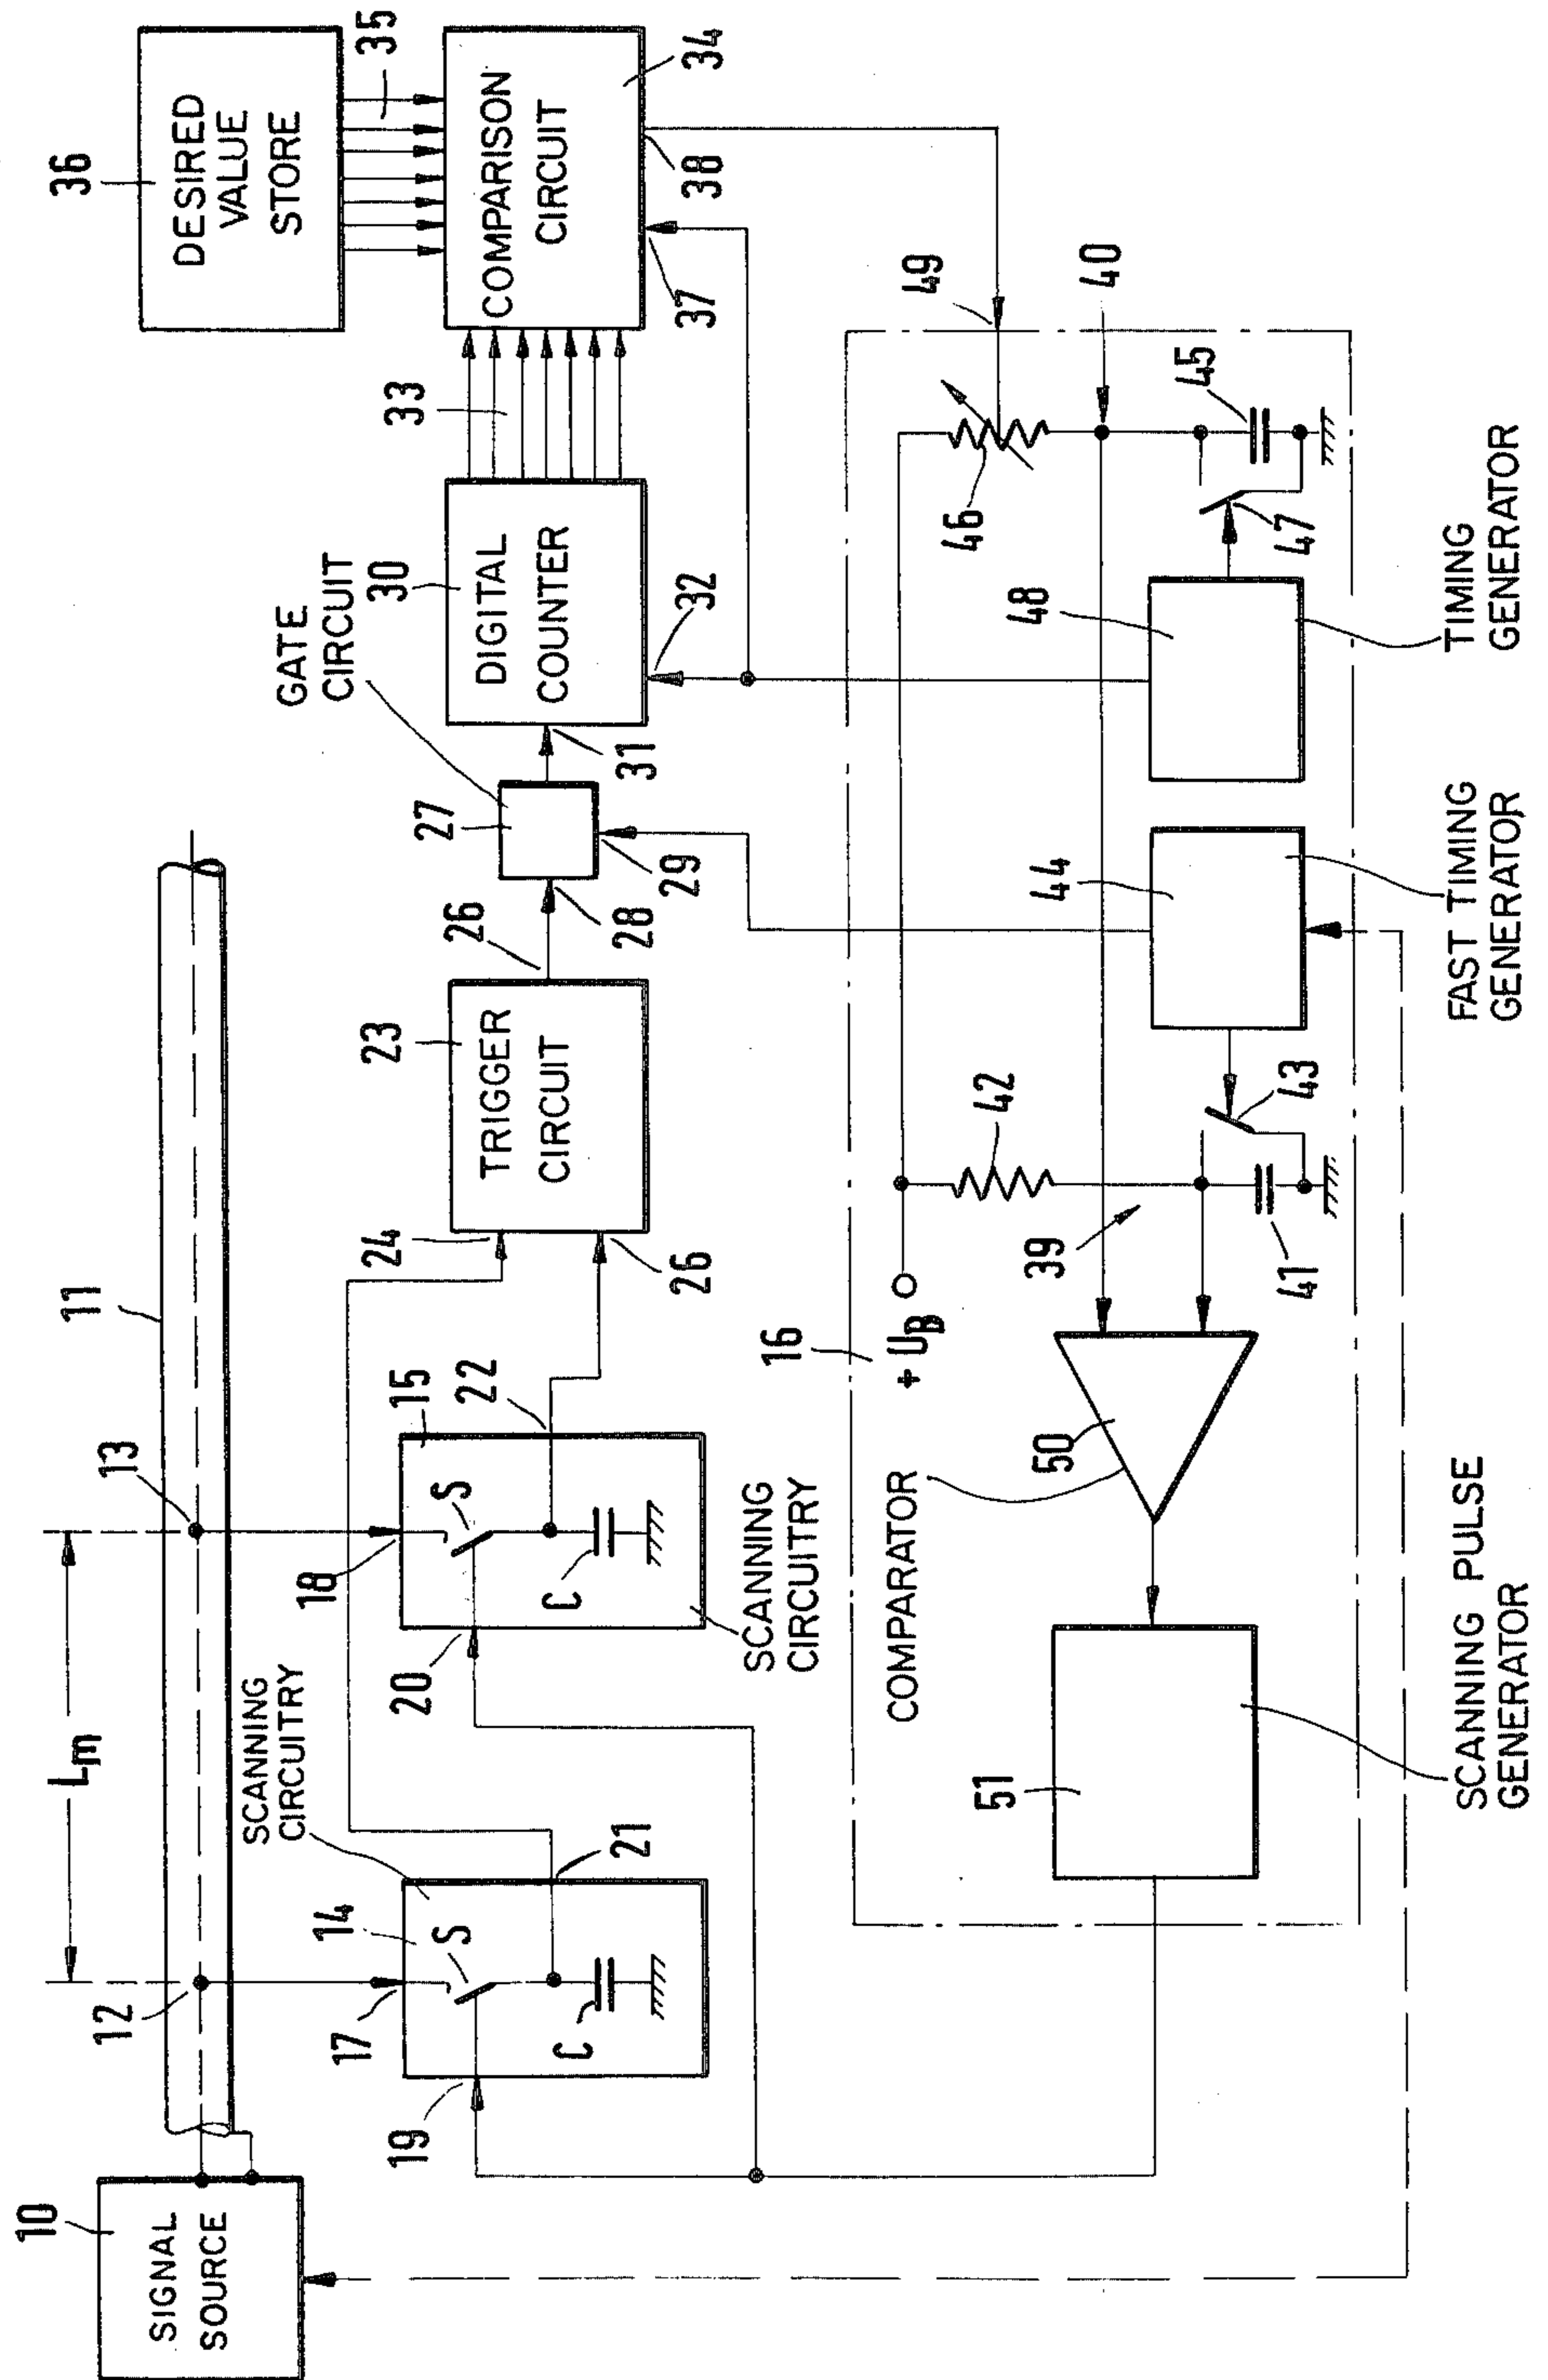 10
SIGNAL
SOURCE
11
12
13
Lm
SCANNING
CIRCUITRY
14
S
C
17
19
21
15
S
C
18
20
22
SCANNING
CIRCUITRY
24
26
23
TRIGGER
CIRCUIT
26
28
27
29
GATE
CIRCUIT
31
30
DIGITAL
COUNTER
32
33
36
DESIRED
VALUE
STORE
35
COMPARISON
CIRCUIT
34
37
38
16
+ UB
39
42
41
43
44
46
49
40
45
47
48
50
51
COMPARATOR
SCANNING PULSE
GENERATOR
FAST TIMING
GENERATOR
TIMING
GENERATOR